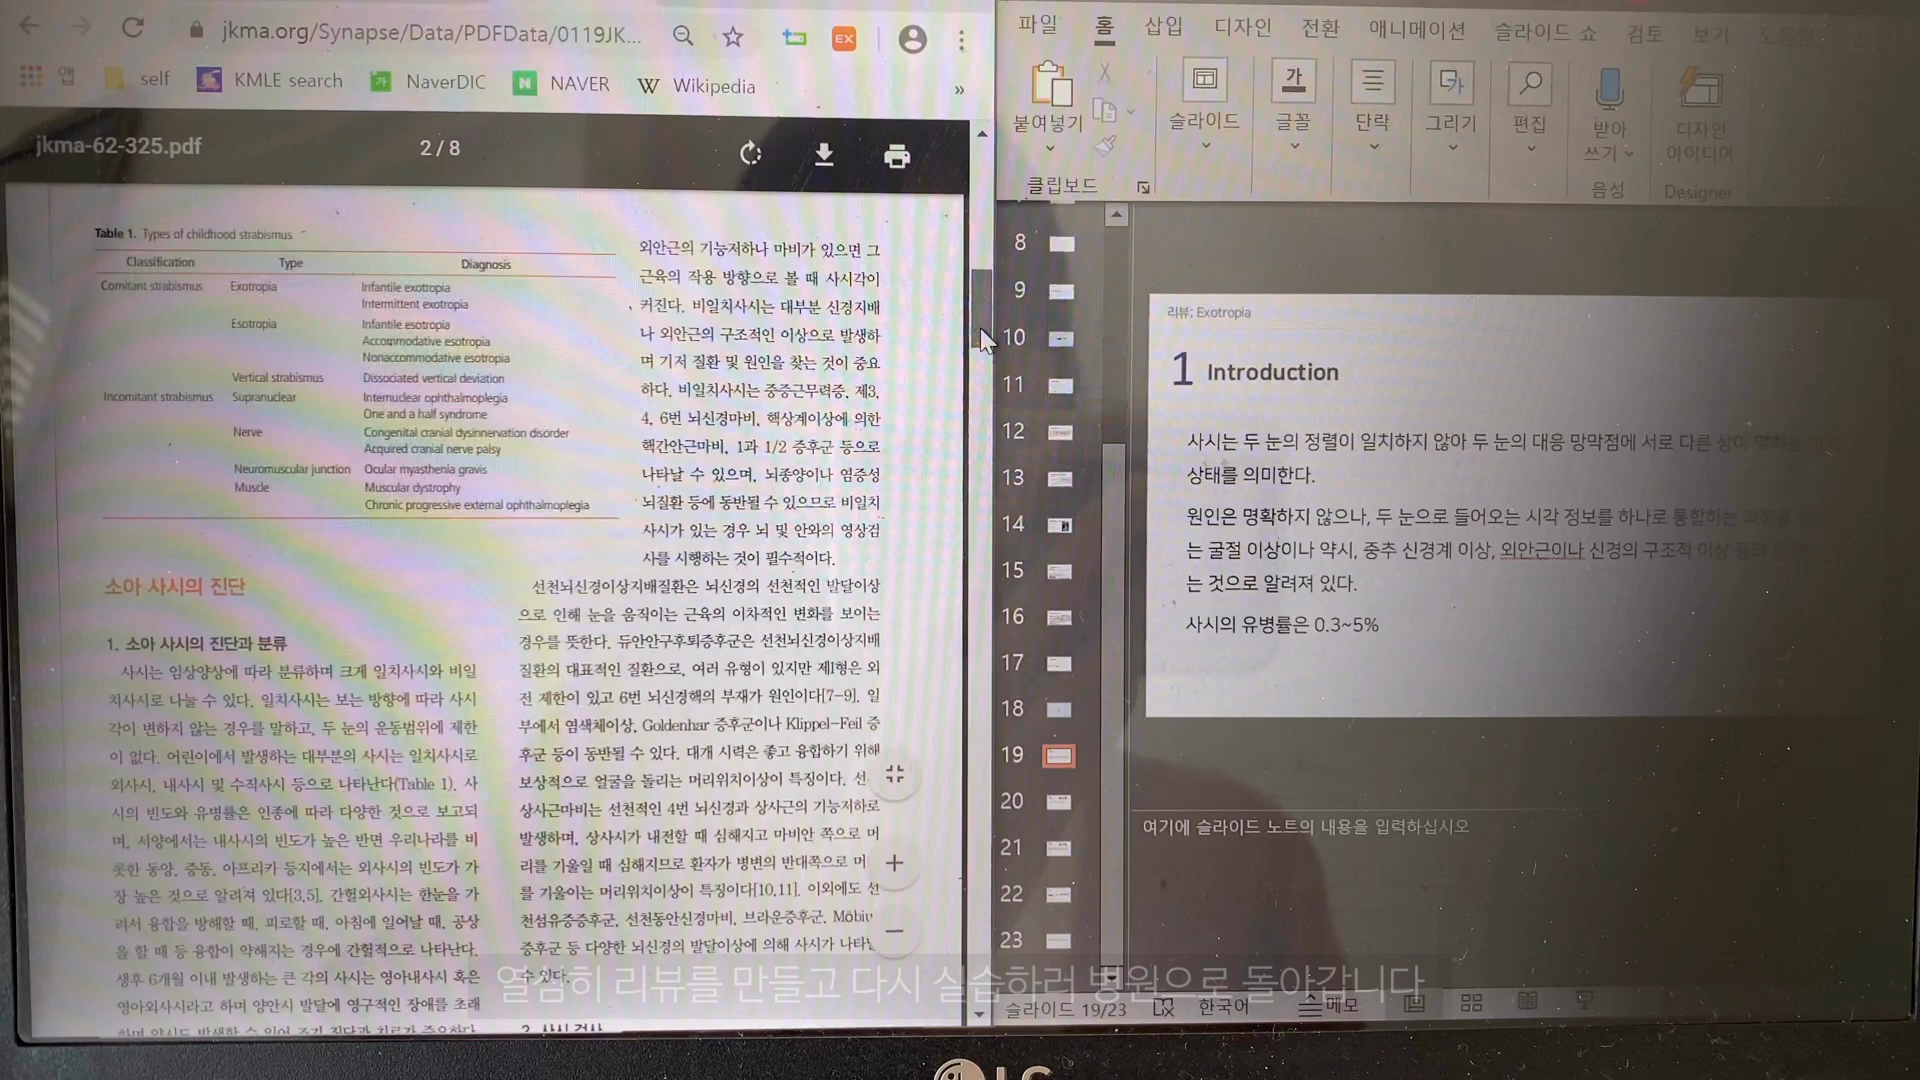 jkma.org/Synapse/Data/PDFData/0119JK...
EX
앱
self
KMLE search
NaverDIC
NAVER
Wikipedia
»
jkma-62-325.pdf
2 / 8
Table 1. Types of childhood strabismus
Classification Type Diagnosis
Comitant strabismus Exotropia Infantile exotropia
Intermittent exotropia
Esotropia Infantile esotropia
Accommodative esotropia
Nonaccommodative esotropia
Vertical strabismus Dissociated vertical deviation
Incomitant strabismus Supranuclear Internuclear ophthalmoplegia
One and a half syndrome
Nerve Congenital cranial dysinnervation disorder
Acquired cranial nerve palsy
Neuromuscular junction Ocular myasthenia gravis
Muscle Muscular dystrophy
Chronic progressive external ophthalmoplegia
소아 사시의 진단
1. 소아 사시의 진단과 분류
사시는 임상양상에 따라 분류하며 크게 일치사시와 비일
치사시로 나눌 수 있다. 일치사시는 보는 방향에 따라 사시
각이 변하지 않는 경우를 말하고, 두 눈의 운동범위에 제한
이 없다. 어린이에서 발생하는 대부분의 사시는 일치사시로
외사시, 내사시 및 수직사시 등으로 나타난다(Table 1). 사
시의 빈도와 유병률은 인종에 따라 다양한 것으로 보고되
며, 서양에서는 내사시의 빈도가 높은 반면 우리나라를 비
롯한 동양, 중동, 아프리카 등지에서는 외사시의 빈도가 가
장 높은 것으로 알려져 있다[3,5]. 간헐외사시는 한눈을 가
려서 융합을 방해할 때, 피로할 때, 아침에 일어날 때, 공상
을 할 때 등 융합이 약해지는 경우에 간헐적으로 나타난다.
생후 6개월 이내 발생하는 큰 각의 사시는 영아내사시 혹은
영아외사시라고 하며 양안시 발달에 영구적인 장애를 초래
외안근의 기능저하나 마비가 있으면 그
근육의 작용 방향으로 볼 때 사시각이
커진다. 비일치사시는 대부분 신경지배
나 외안근의 구조적인 이상으로 발생하
며 기저 질환 및 원인을 찾는 것이 중요
하다. 비일치사시는 중증근무력증, 제3,
4, 6번 뇌신경마비, 핵상계이상에 의한
핵간안근마비, 1과 1/2 증후군 등으로
나타날 수 있으며, 뇌종양이나 염증성
뇌질환 등에 동반될 수 있으므로 비일치
사시가 있는 경우 뇌 및 안와의 영상검
사를 시행하는 것이 필수적이다.
선천뇌신경이상지배질환은 뇌신경의 선천적인 발달이상
으로 인해 눈을 움직이는 근육의 이차적인 변화를 보이는
경우를 뜻한다. 듀안안구후퇴증후군은 선천뇌신경이상지배
질환의 대표적인 질환으로, 여러 유형이 있지만 제I형은 외
전 제한이 있고 6번 뇌신경핵의 부재가 원인이다[7-9]. 일
부에서 염색체이상, Goldenhar 증후군이나 Klippel-Feil 증
후군 등이 동반될 수 있다. 대개 시력은 좋고 융합하기 위해
보상적으로 얼굴을 돌리는 머리위치이상이 특징이다. 선
상사근마비는 선천적인 4번 뇌신경과 상사근의 기능저하로
발생하며, 상사시가 내전할 때 심해지고 마비안 쪽으로 머
리를 기울일 때 심해지므로 환자가 병변의 반대쪽으로 머
를 기울이는 머리위치이상이 특징이다[10,11]. 이외에도 선
천섬유증증후군, 선천동안신경마비, 브라운증후군, Möbiu
증후군 등 다양한 뇌신경의 발달이상에 의해 사시가 나타
수 있다.
2. 사시 검사
파일 홈 삽입 디자인 전환 애니메이션 슬라이드 쇼 검토 보기
붙여넣기
슬라이드
가
글꼴
단락
그리기
편집
받아
쓰기
디자인
아이디어
클립보드
음성
Designer
8
9
10
11
12
13
14
15
16
17
18
19
20
21
22
23
리뷰; Exotropia
1 Introduction
사시는 두 눈의 정렬이 일치하지 않아 두 눈의 대응 망막점에 서로 다른 상이
상태를 의미한다.
원인은 명확하지 않으나, 두 눈으로 들어오는 시각 정보를 하나로 통합하는
는 굴절 이상이나 약시, 중추 신경계 이상, 외안근이나 신경의 구조적 이상
는 것으로 알려져 있다.
사시의 유병률은 0.3~5%
여기에 슬라이드 노트의 내용을 입력하십시오
슬라이드 19/23
한국어
메모
열심히 리뷰를 만들고 다시 실습하러 병원으로 돌아갑니다
LG